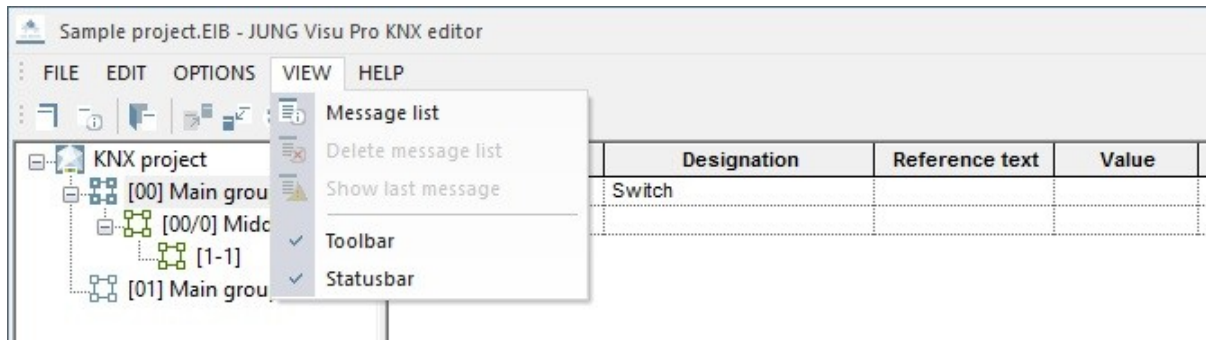 Sample project.EIB - JUNG Visu Pro KNX editor
FILE EDIT OPTIONS VIEW HELP
Message list
Delete message list
Show last message
Toolbar
Statusbar
KNX project
[00] Main grou
[00/0] Midd
[1-1]
[01] Main grou
Designation Reference text Value
Switch